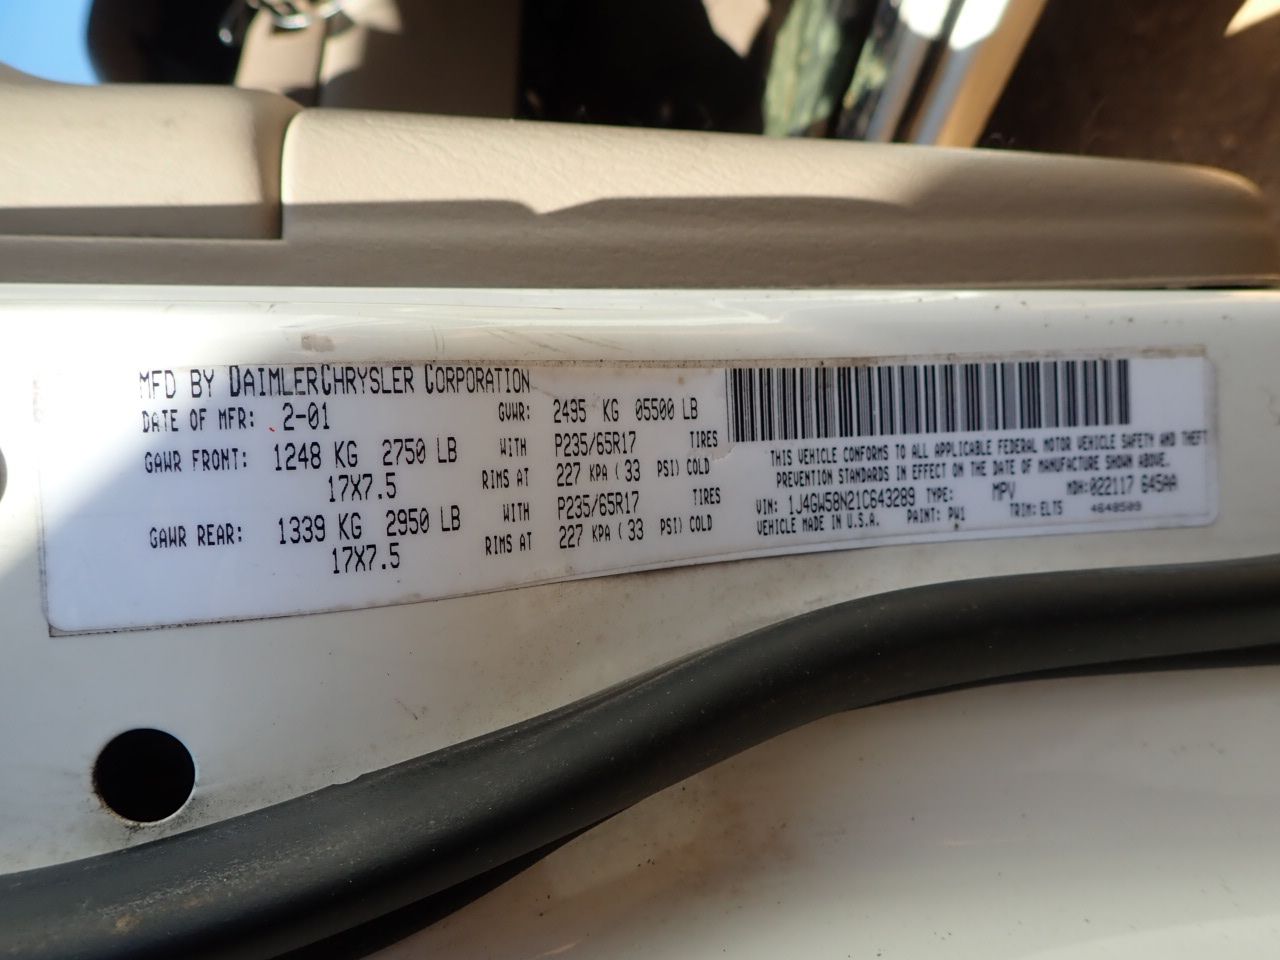 MFD BY DAIMLERCHRYSLER CORPORATION
DATE OF MFR: 2-01 GVWR: 2495 KG 05500 LB
GAWR FRONT: 1248 KG 2750 LB WITH P235/65R17 TIRES
17X7.5 RIMS AT 227 KPA ( 33 PSI) COLD
GAWR REAR: 1339 KG 2950 LB WITH P235/65R17 TIRES
17X7.5 RIMS AT 227 KPA ( 33 PSI) COLD
THIS VEHICLE CONFORMS TO ALL APPLICABLE FEDERAL MOTOR VEHICLE SAFETY AND THEFT
PREVENTION STANDARDS IN EFFECT ON THE DATE OF MANUFACTURE SHOWN ABOVE.
VIN: 1J4GW58N21C643289 TYPE: MPV MDH: 022117 645AA
VEHICLE MADE IN U.S.A. PAINT: PW1 TRIM: ELT5 4648509